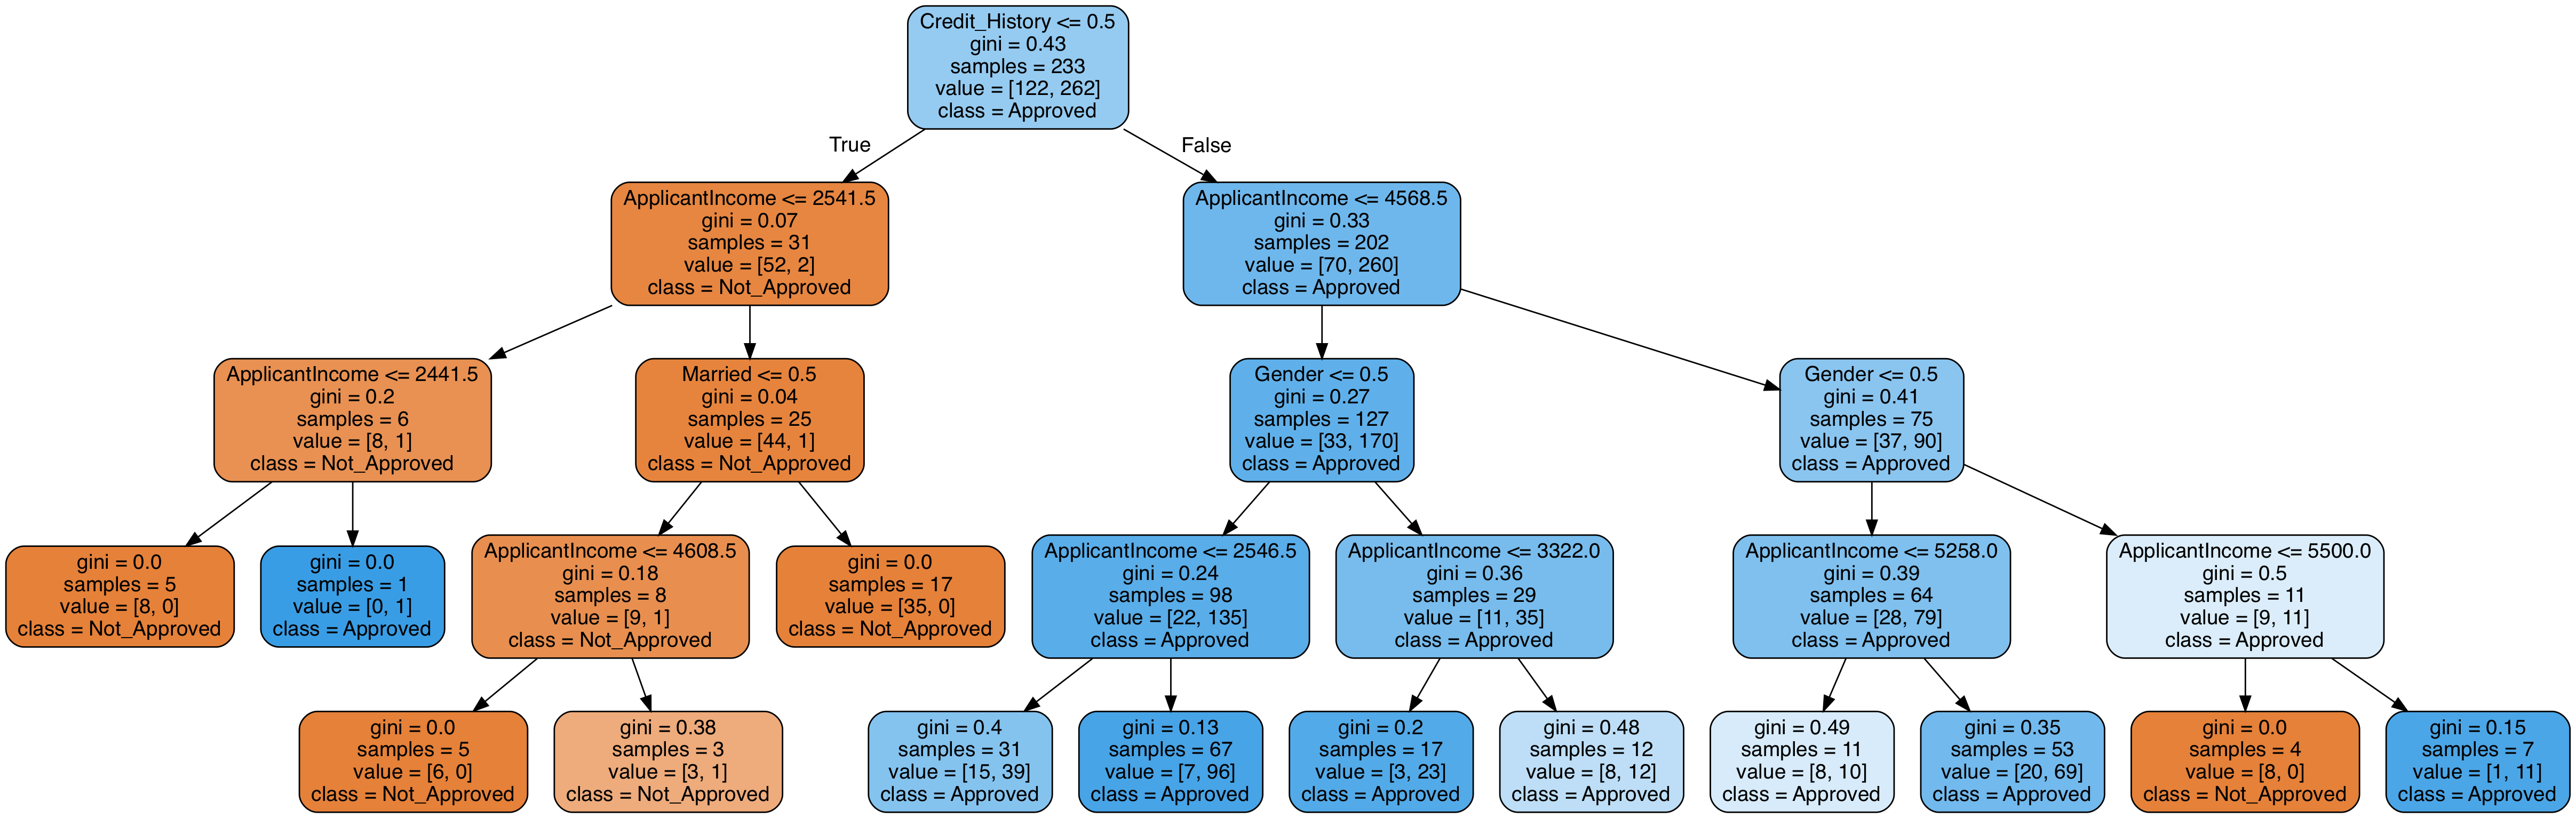 Credit_History <= 0.5
gini = 0.43
samples = 233
value = [122, 262]
class = Approved
True
False
ApplicantIncome <= 2541.5
gini = 0.07
samples = 31
value = [52, 2]
class = Not_Approved
ApplicantIncome <= 4568.5
gini = 0.33
samples = 202
value = [70, 260]
class = Approved
ApplicantIncome <= 2441.5
gini = 0.2
samples = 6
value = [8, 1]
class = Not_Approved
Married <= 0.5
gini = 0.04
samples = 25
value = [44, 1]
class = Not_Approved
Gender <= 0.5
gini = 0.27
samples = 127
value = [33, 170]
class = Approved
Gender <= 0.5
gini = 0.41
samples = 75
value = [37, 90]
class = Approved
gini = 0.0
samples = 5
value = [8, 0]
class = Not_Approved
gini = 0.0
samples = 1
value = [0, 1]
class = Approved
ApplicantIncome <= 4608.5
gini = 0.18
samples = 8
value = [9, 1]
class = Not_Approved
gini = 0.0
samples = 17
value = [35, 0]
class = Not_Approved
ApplicantIncome <= 2546.5
gini = 0.24
samples = 98
value = [22, 135]
class = Approved
ApplicantIncome <= 3322.0
gini = 0.36
samples = 29
value = [11, 35]
class = Approved
ApplicantIncome <= 5258.0
gini = 0.39
samples = 64
value = [28, 79]
class = Approved
ApplicantIncome <= 5500.0
gini = 0.5
samples = 11
value = [9, 11]
class = Approved
gini = 0.0
samples = 5
value = [6, 0]
class = Not_Approved
gini = 0.38
samples = 3
value = [3, 1]
class = Not_Approved
gini = 0.4
samples = 31
value = [15, 39]
class = Approved
gini = 0.13
samples = 67
value = [7, 96]
class = Approved
gini = 0.2
samples = 17
value = [3, 23]
class = Approved
gini = 0.48
samples = 12
value = [8, 12]
class = Approved
gini = 0.49
samples = 11
value = [8, 10]
class = Approved
gini = 0.35
samples = 53
value = [20, 69]
class = Approved
gini = 0.0
samples = 4
value = [8, 0]
class = Not_Approved
gini = 0.15
samples = 7
value = [1, 11]
class = Approved